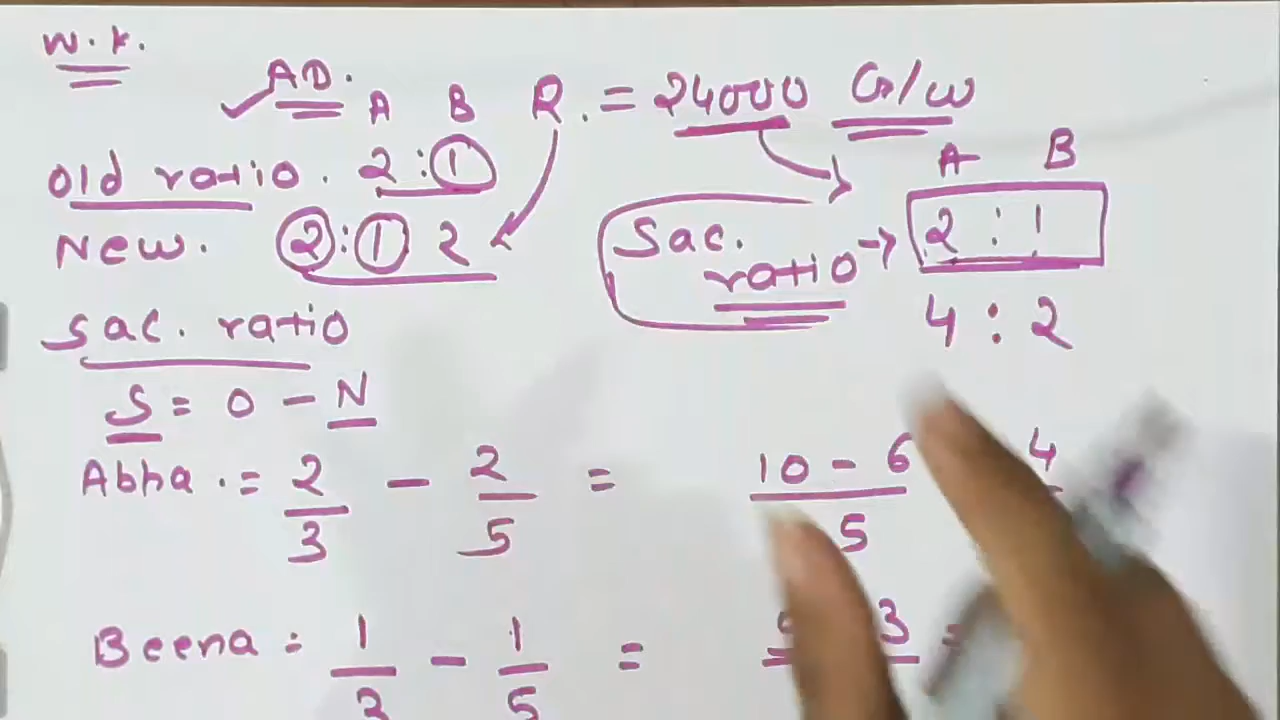 W.K.
AD. A B R. = 24000 G/W
old ratio. 2:1
New. 2:1 2
Sac. ratio → A B
2 : 1
4 : 2
Sac. ratio
S = O - N
Abha. = 2/3 - 2/5 = 10 - 6 / 5 4
Beena = 1/3 - 1/5 = 3 =